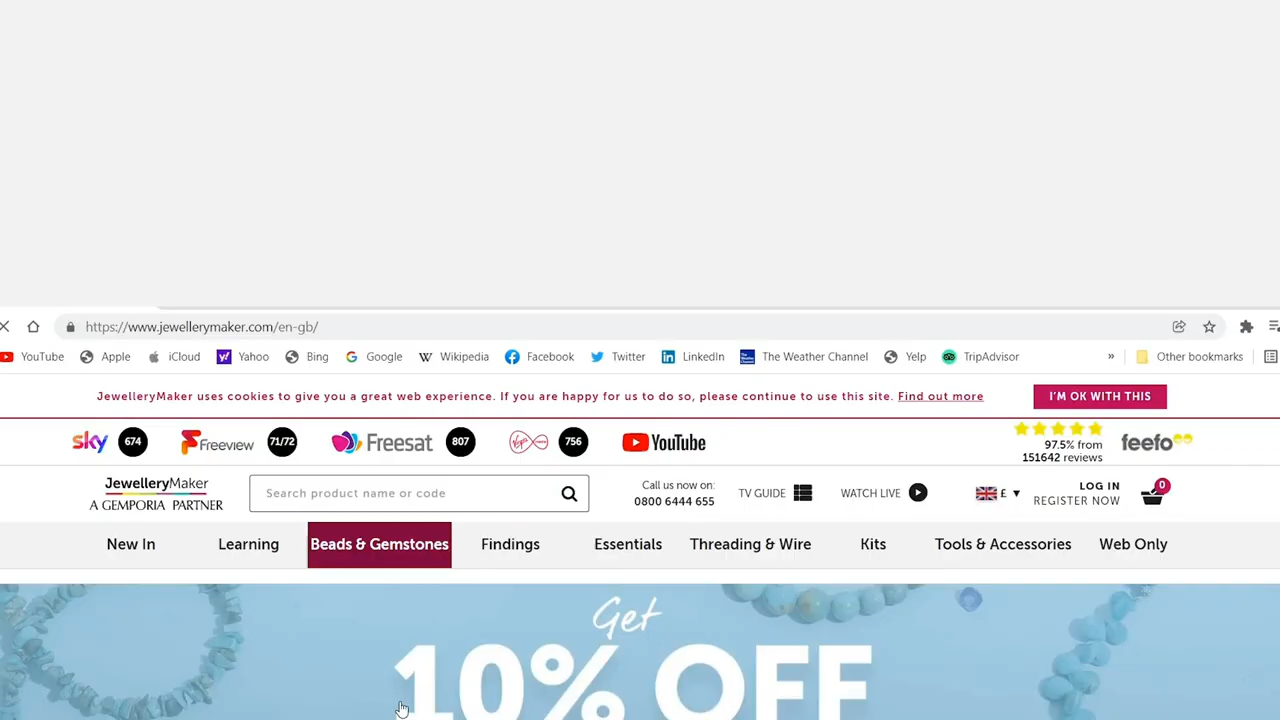 https://www.jewellerymaker.com/en-gb/
YouTube Apple iCloud Yahoo Bing Google Wikipedia Facebook Twitter LinkedIn The Weather Channel Yelp TripAdvisor » Other bookmarks
JewelleryMaker uses cookies to give you a great web experience. If you are happy for us to do so, please continue to use this site. Find out more I'M OK WITH THIS
sky 674 Freeview 71/72 Freesat 807 Virgin media 756 YouTube
97.5% from
151642 reviews
feefo
JewelleryMaker
A GEMPORIA PARTNER
Search product name or code
Call us now on:
0800 6444 655
TV GUIDE
WATCH LIVE
£
LOG IN
REGISTER NOW
0
New In Learning Beads & Gemstones Findings Essentials Threading & Wire Kits Tools & Accessories Web Only
Get
10% OFF